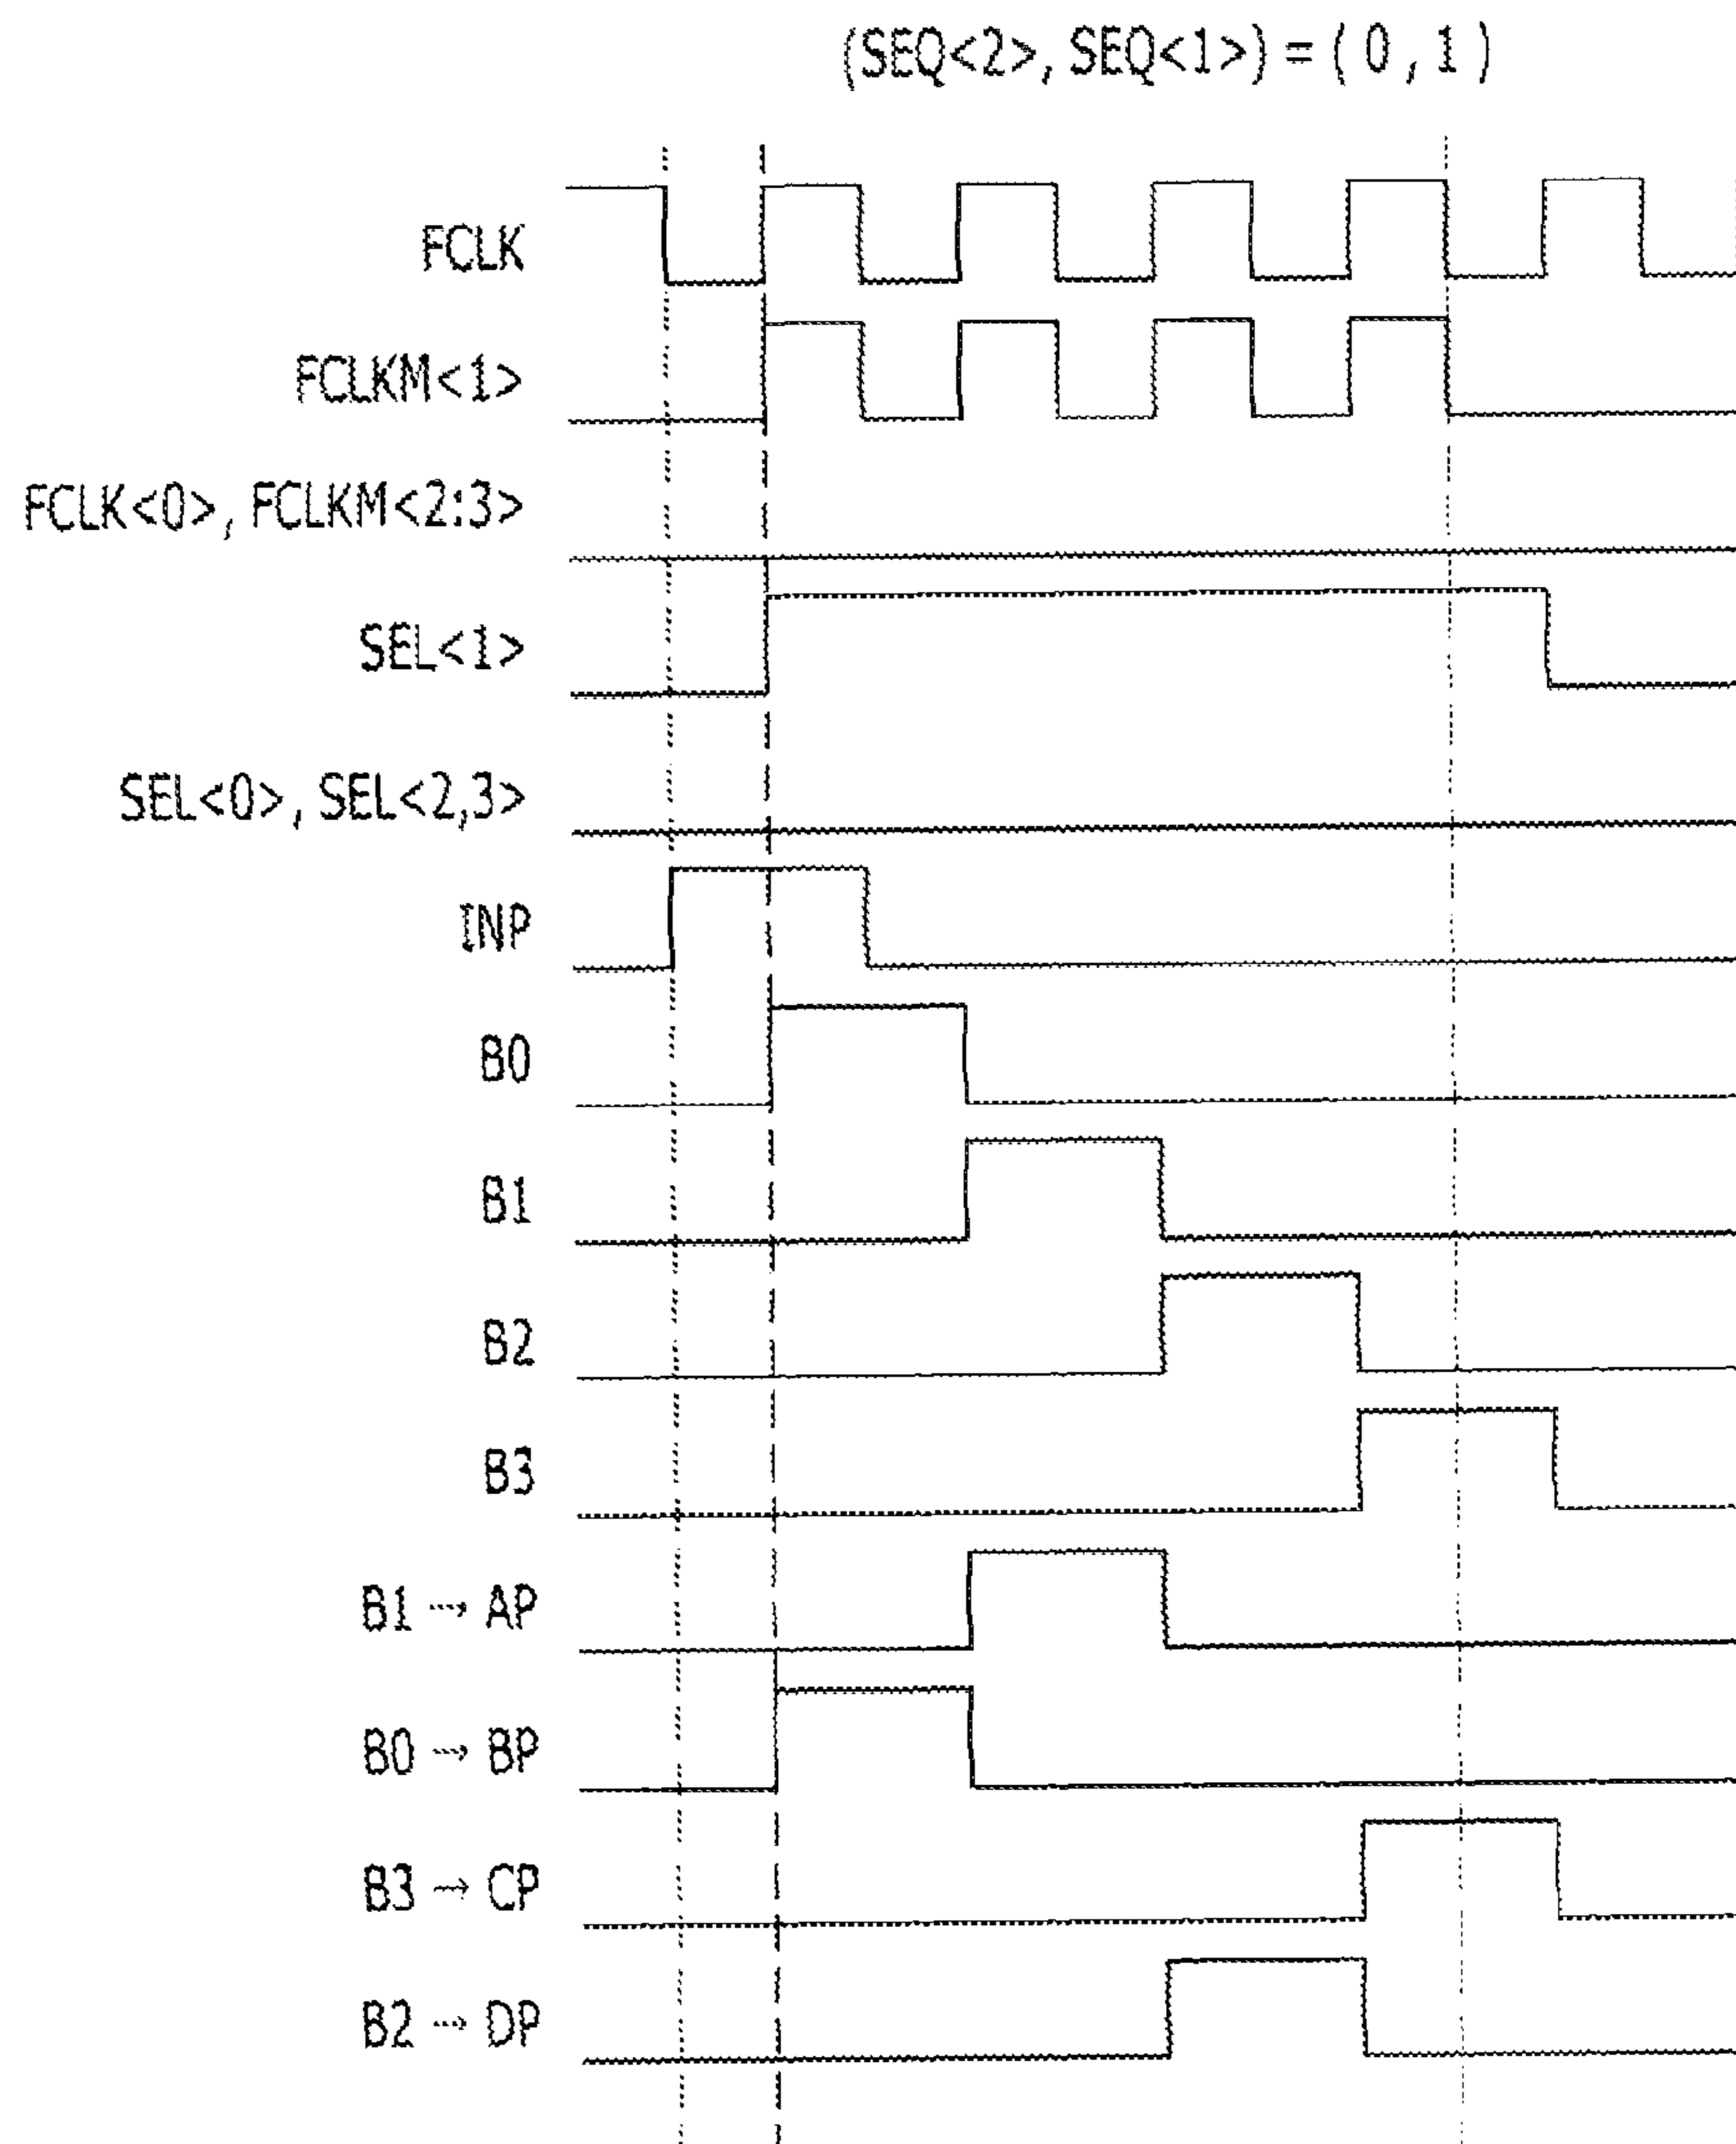 (SEQ<2>, SEQ<1>) = ( 0 , 1 )
FCLK
FCLKM<1>
FCLK<0>, FCLKM<2:3>
SEL<1>
SEL<0>, SEL<2,3>
INP
B0
B1
B2
B3
B1 → AP
B0 → BP
B3 → CP
B2 → DP